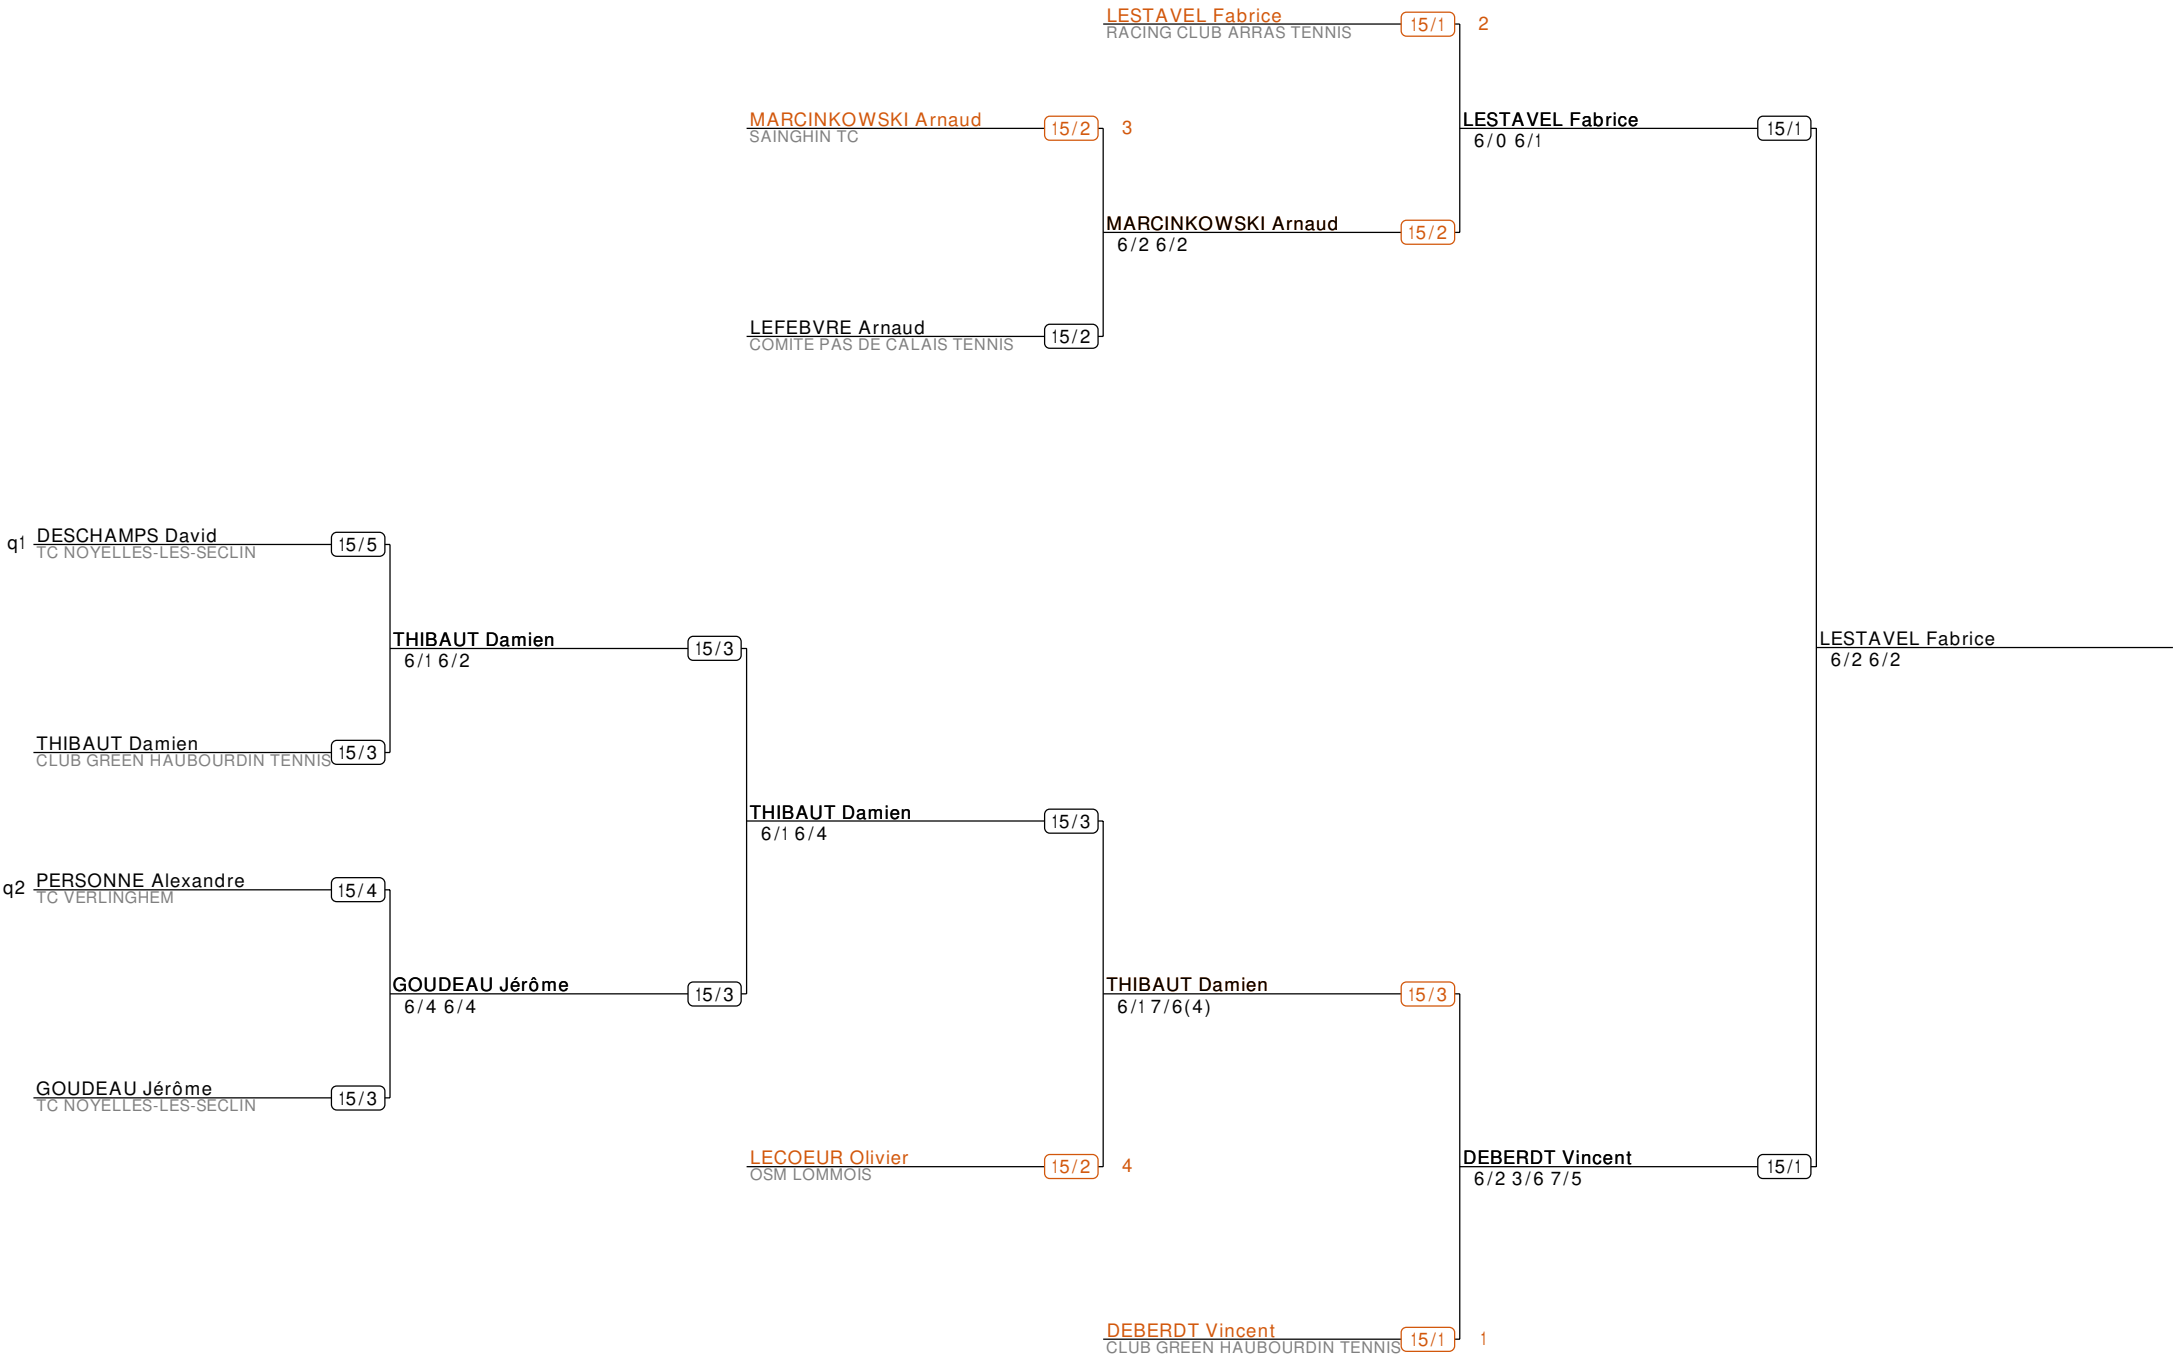 LESTAVEL Fabrice
RACING CLUB ARRAS TENNIS
15/1 2
MARCINKOWSKI Arnaud
SAINGHIN TC
15/2 3
LESTAVEL Fabrice
6/0 6/1
15/1
MARCINKOWSKI Arnaud
6/2 6/2
15/2
LEFEBVRE Arnaud
COMITE PAS DE CALAIS TENNIS
15/2
q1 DESCHAMPS David
TC NOYELLES-LES-SECLIN
15/5
THIBAUT Damien
6/1 6/2
15/3
LESTAVEL Fabrice
6/2 6/2
THIBAUT Damien
CLUB GREEN HAUBOURDIN TENNIS
15/3
THIBAUT Damien
6/1 6/4
15/3
q2 PERSONNE Alexandre
TC VERLINGHEM
15/4
GOUDEAU Jérôme
6/4 6/4
15/3
THIBAUT Damien
6/1 7/6(4)
15/3
GOUDEAU Jérôme
TC NOYELLES-LES-SECLIN
15/3
LECOEUR Olivier
OSM LOMMOIS
15/2 4
DEBERDT Vincent
6/2 3/6 7/5
15/1
DEBERDT Vincent
CLUB GREEN HAUBOURDIN TENNIS
15/1 1